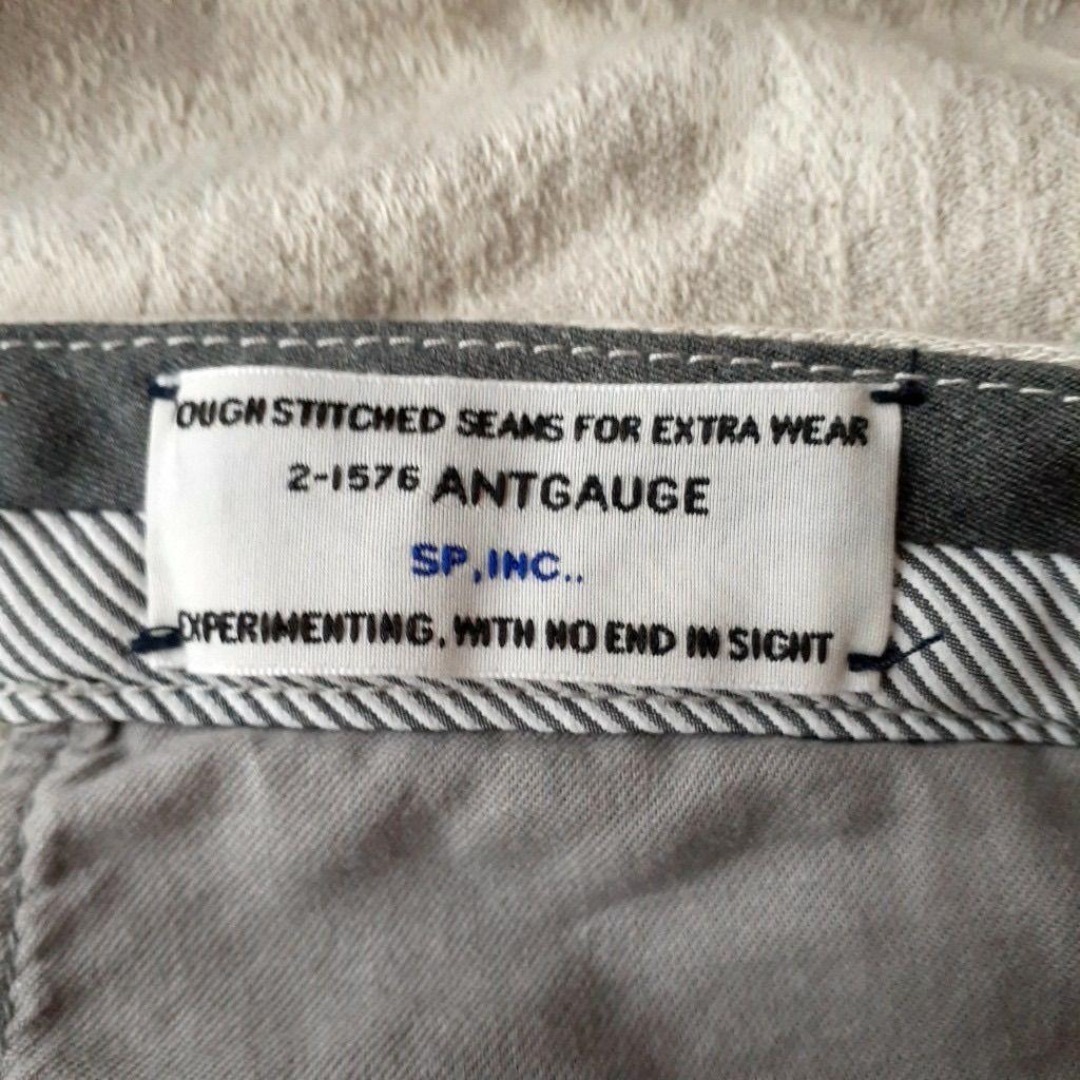 OUGH STITCHED SEAMS FOR EXTRA WEAR
2-1576 ANTGAUGE
SP,INC..
EXPERIMENTING, WITH NO END IN SIGHT